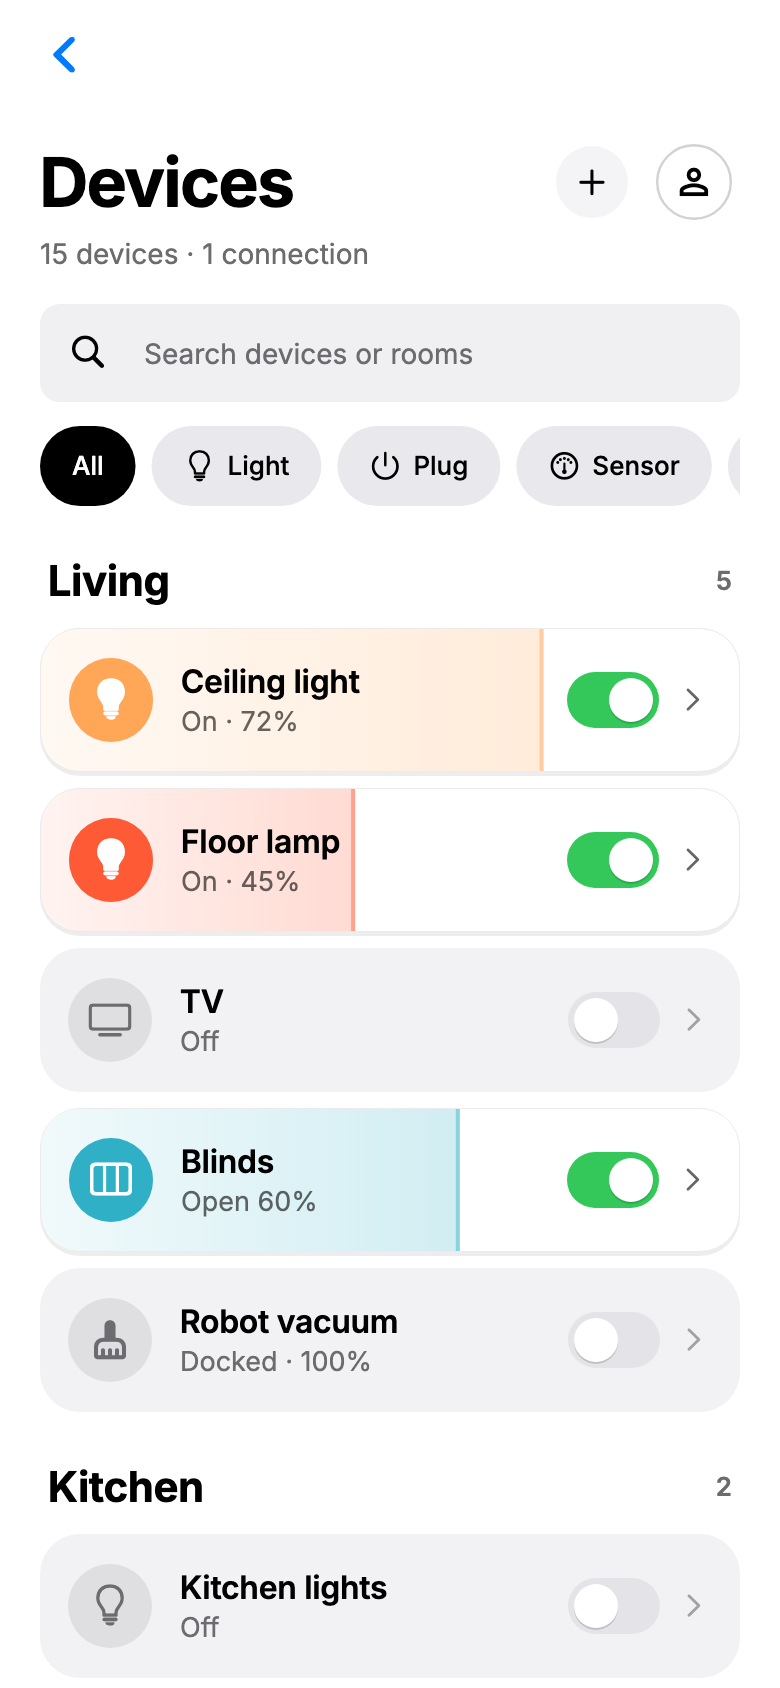 Devices
15 devices · 1 connection
Search devices or rooms
All
Light
Plug
Sensor
Living
5
Ceiling light
On · 72%
Floor lamp
On · 45%
TV
Off
Blinds
Open 60%
Robot vacuum
Docked · 100%
Kitchen
2
Kitchen lights
Off